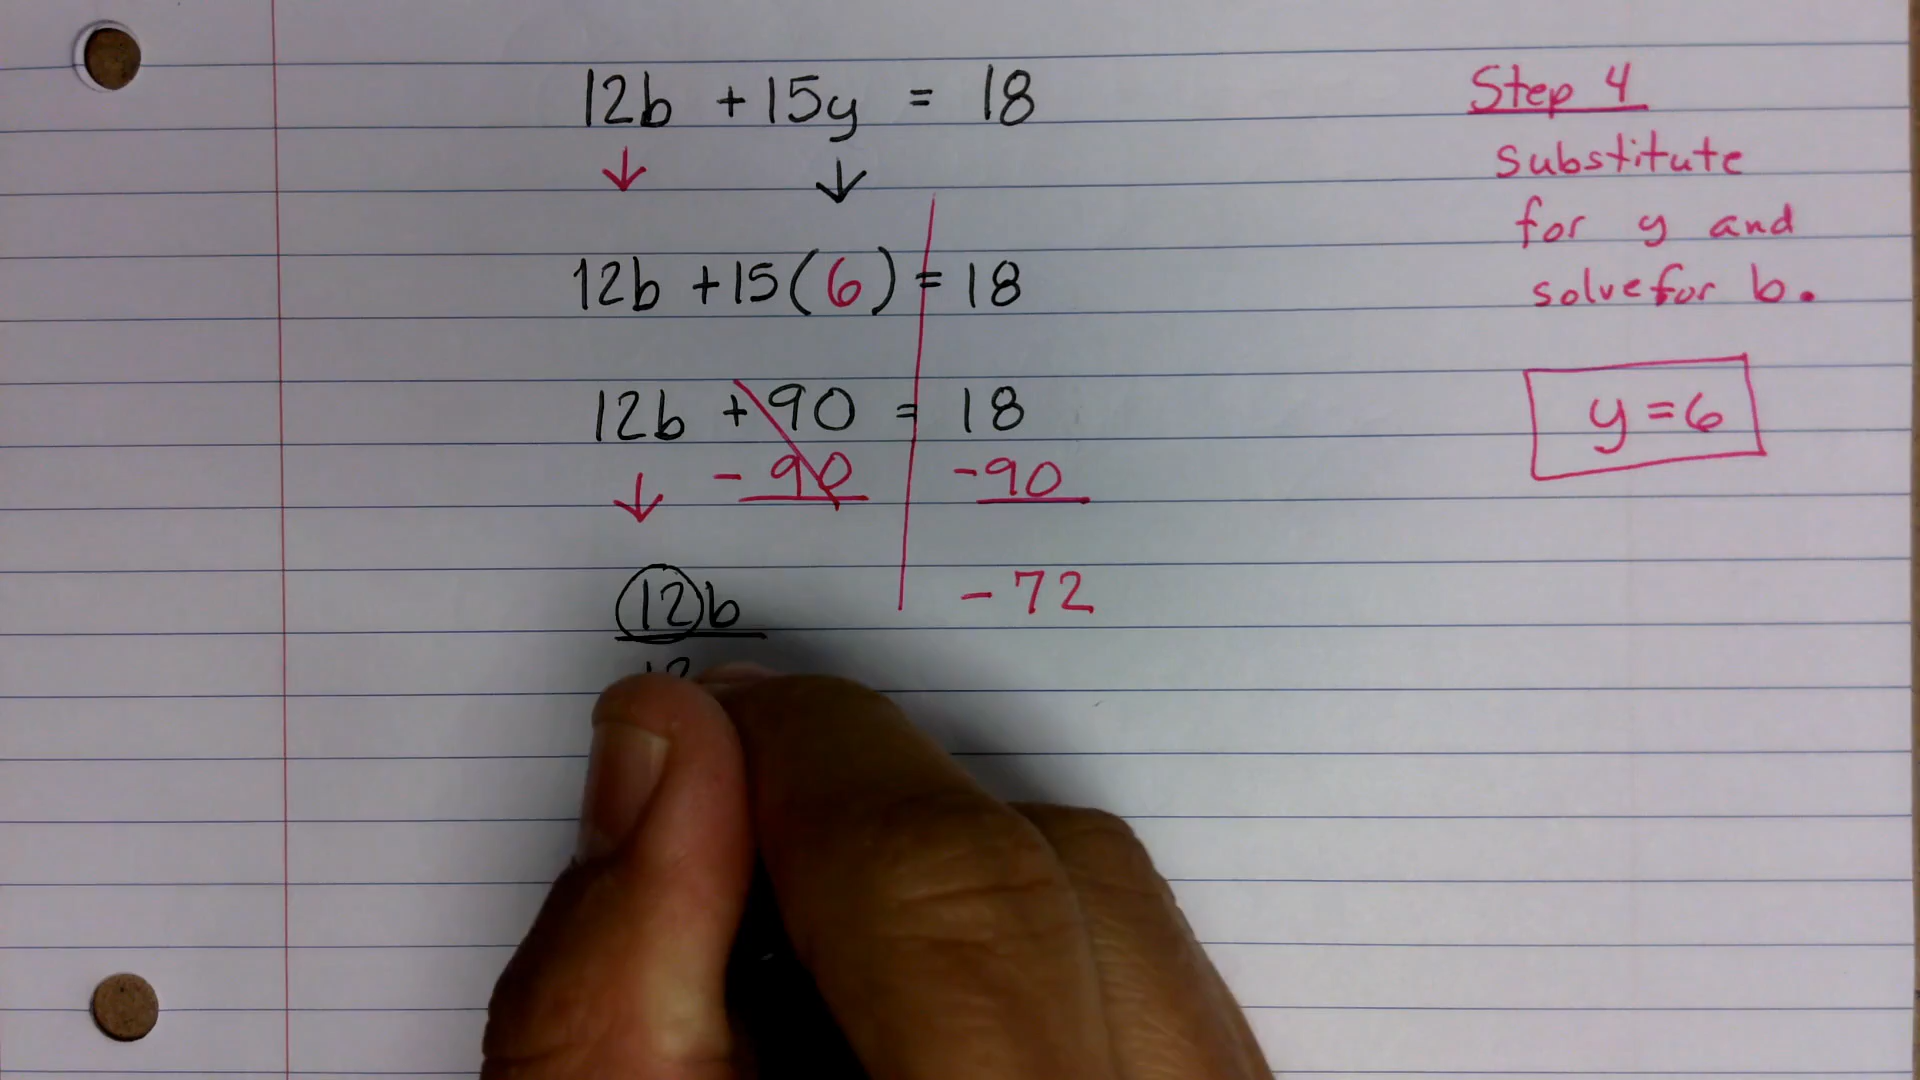 12b + 15y = 18
↓ ↓
12b + 15(6) = 18
12b + 90 = 18
↓ - 90 -90
12b -72
12
Step 4
substitute
for y and
solve for b.
y = 6